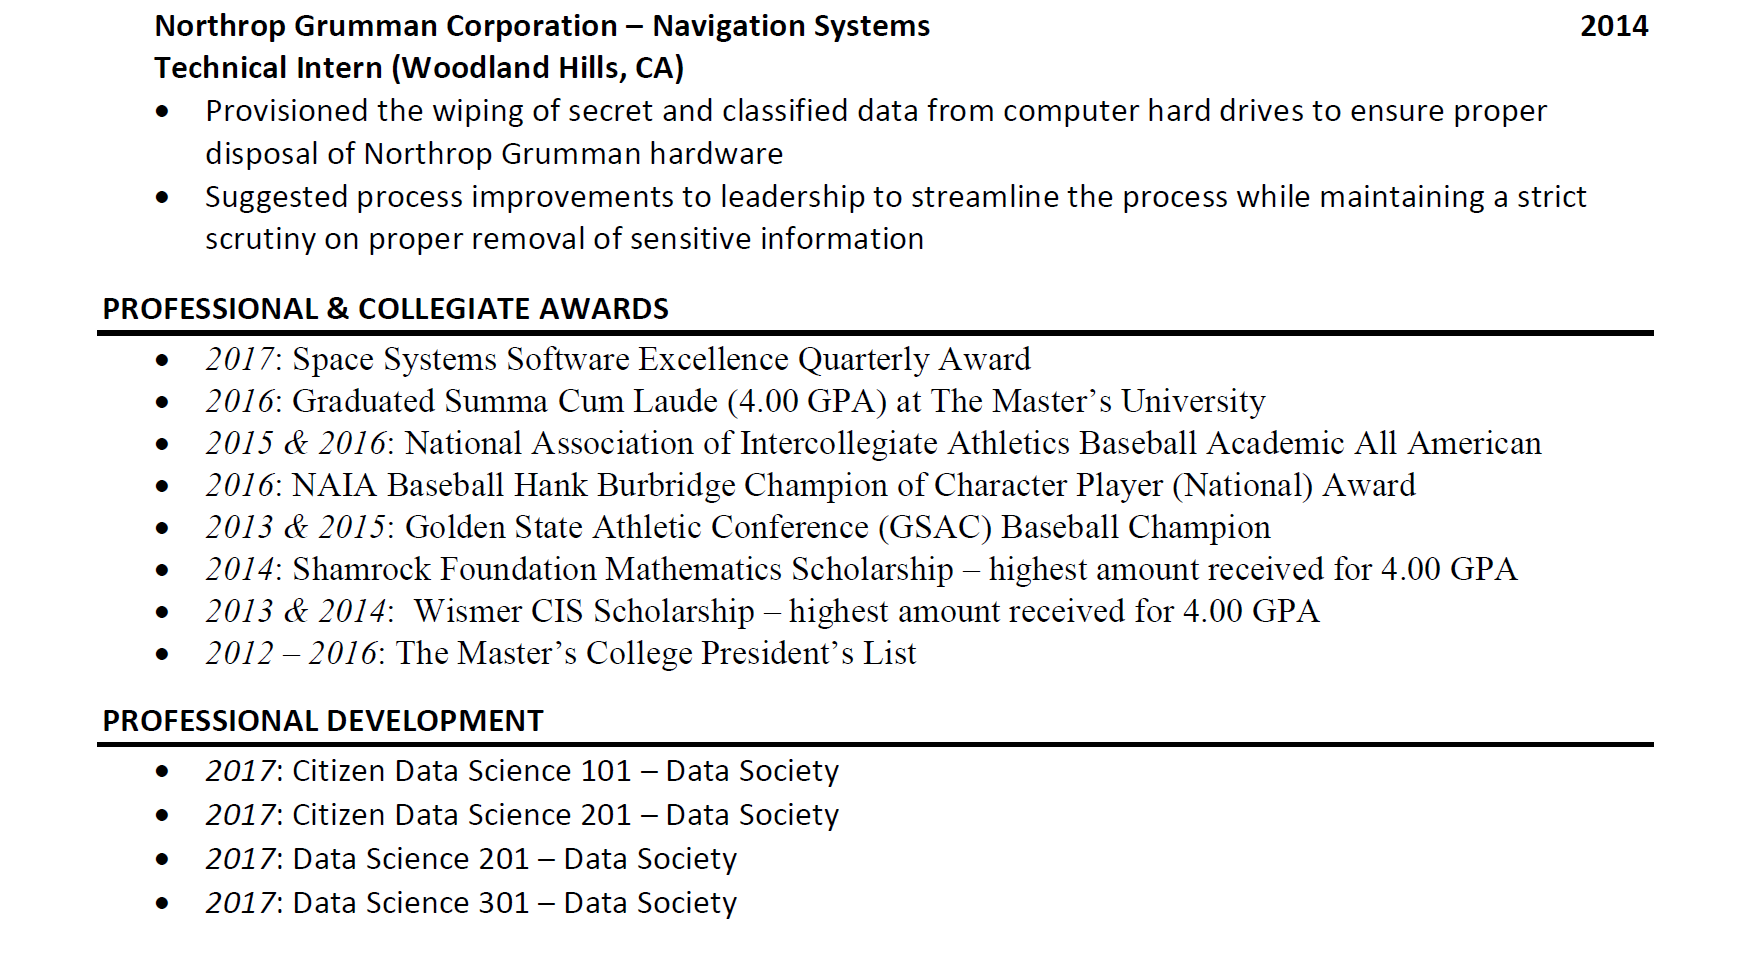 Northrop Grumman Corporation – Navigation Systems 2014
Technical Intern (Woodland Hills, CA)
• Provisioned the wiping of secret and classified data from computer hard drives to ensure proper
disposal of Northrop Grumman hardware
• Suggested process improvements to leadership to streamline the process while maintaining a strict
scrutiny on proper removal of sensitive information
PROFESSIONAL & COLLEGIATE AWARDS
• 2017: Space Systems Software Excellence Quarterly Award
• 2016: Graduated Summa Cum Laude (4.00 GPA) at The Master’s University
• 2015 & 2016: National Association of Intercollegiate Athletics Baseball Academic All American
• 2016: NAIA Baseball Hank Burbridge Champion of Character Player (National) Award
• 2013 & 2015: Golden State Athletic Conference (GSAC) Baseball Champion
• 2014: Shamrock Foundation Mathematics Scholarship – highest amount received for 4.00 GPA
• 2013 & 2014:  Wismer CIS Scholarship – highest amount received for 4.00 GPA
• 2012 – 2016: The Master’s College President’s List
PROFESSIONAL DEVELOPMENT
• 2017: Citizen Data Science 101 – Data Society
• 2017: Citizen Data Science 201 – Data Society
• 2017: Data Science 201 – Data Society
• 2017: Data Science 301 – Data Society